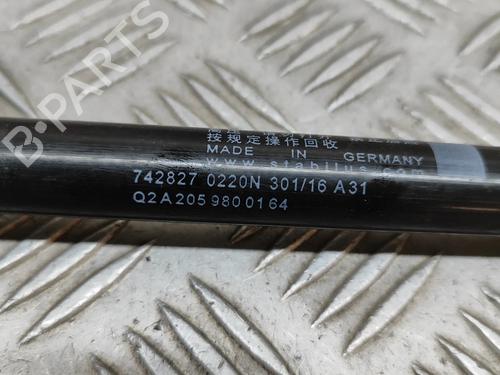 按规定操作回收
MADE IN GERMANY
www.stabilus.com
742827 0220N 301/16 A31
Q2A2059800164
B-PARTS